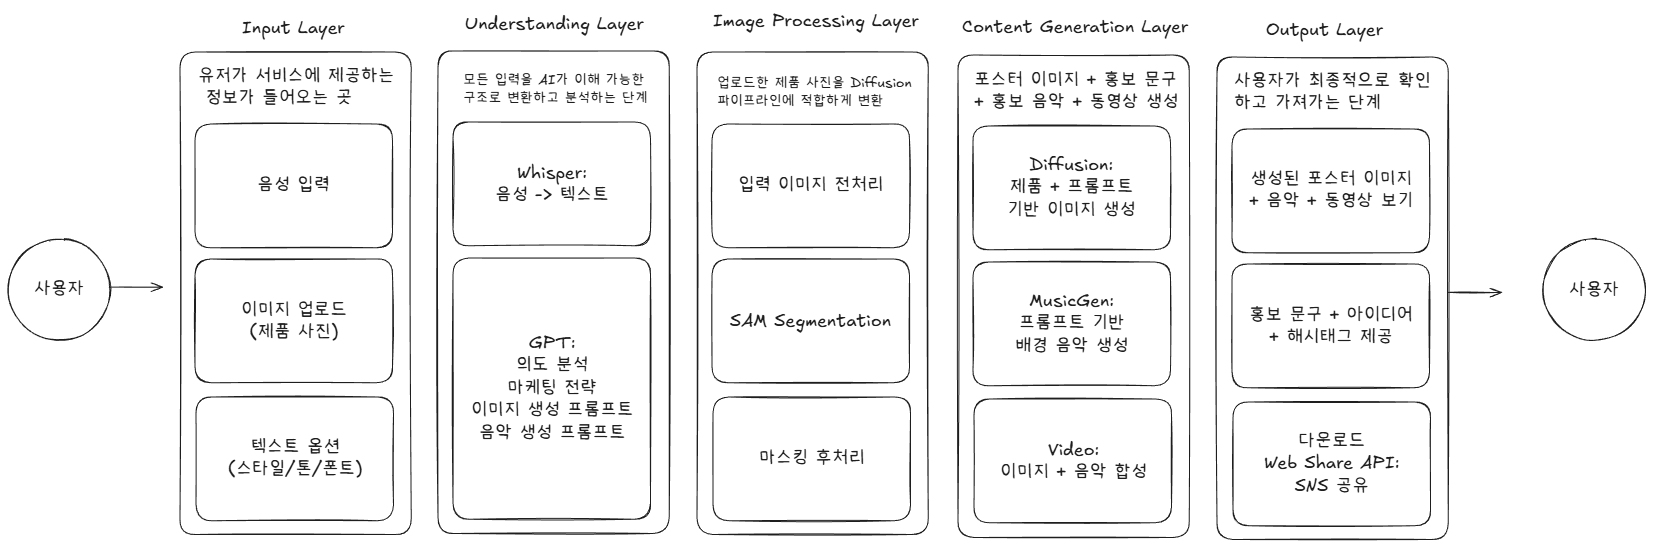 사용자
Input Layer
유저가 서비스에 제공하는
정보가 들어오는 곳
음성 입력
이미지 업로드
(제품 사진)
텍스트 옵션
(스타일/톤/폰트)
Understanding Layer
모든 입력을 AI가 이해 가능한
구조로 변환하고 분석하는 단계
Whisper:
음성 -> 텍스트
GPT:
의도 분석
마케팅 전략
이미지 생성 프롬프트
음악 생성 프롬프트
Image Processing Layer
업로드한 제품 사진을 Diffusion
파이프라인에 적합하게 변환
입력 이미지 전처리
SAM Segmentation
마스킹 후처리
Content Generation Layer
포스터 이미지 + 홍보 문구
+ 홍보 음악 + 동영상 생성
Diffusion:
제품 + 프롬프트
기반 이미지 생성
MusicGen:
프롬프트 기반
배경 음악 생성
Video:
이미지 + 음악 합성
Output Layer
사용자가 최종적으로 확인
하고 가져가는 단계
생성된 포스터 이미지
+ 음악 + 동영상 보기
홍보 문구 + 아이디어
+ 해시태그 제공
다운로드
Web Share API:
SNS 공유
사용자